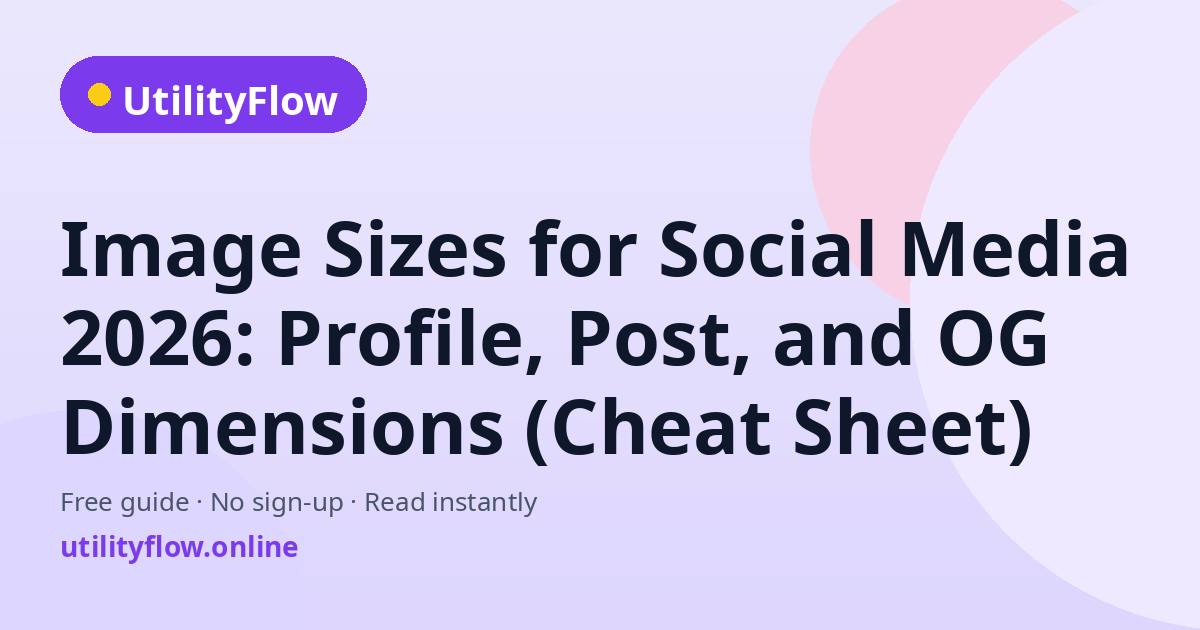 UtilityFlow
Image Sizes for Social Media
2026: Profile, Post, and OG
Dimensions (Cheat Sheet)
Free guide · No sign-up · Read instantly
utilityflow.online